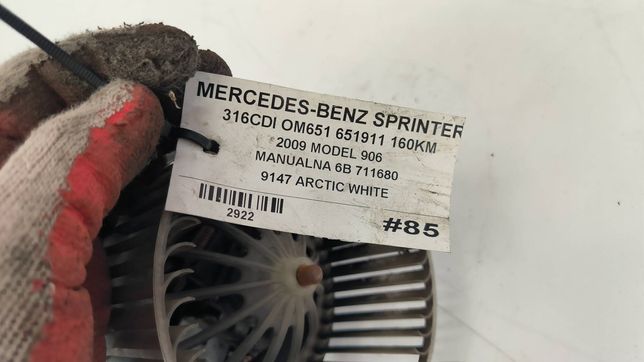 MERCEDES-BENZ SPRINTER
316CDI OM651 651911 160KM
2009 MODEL 906
MANUALNA 6B 711680
9147 ARCTIC WHITE
2922
#85